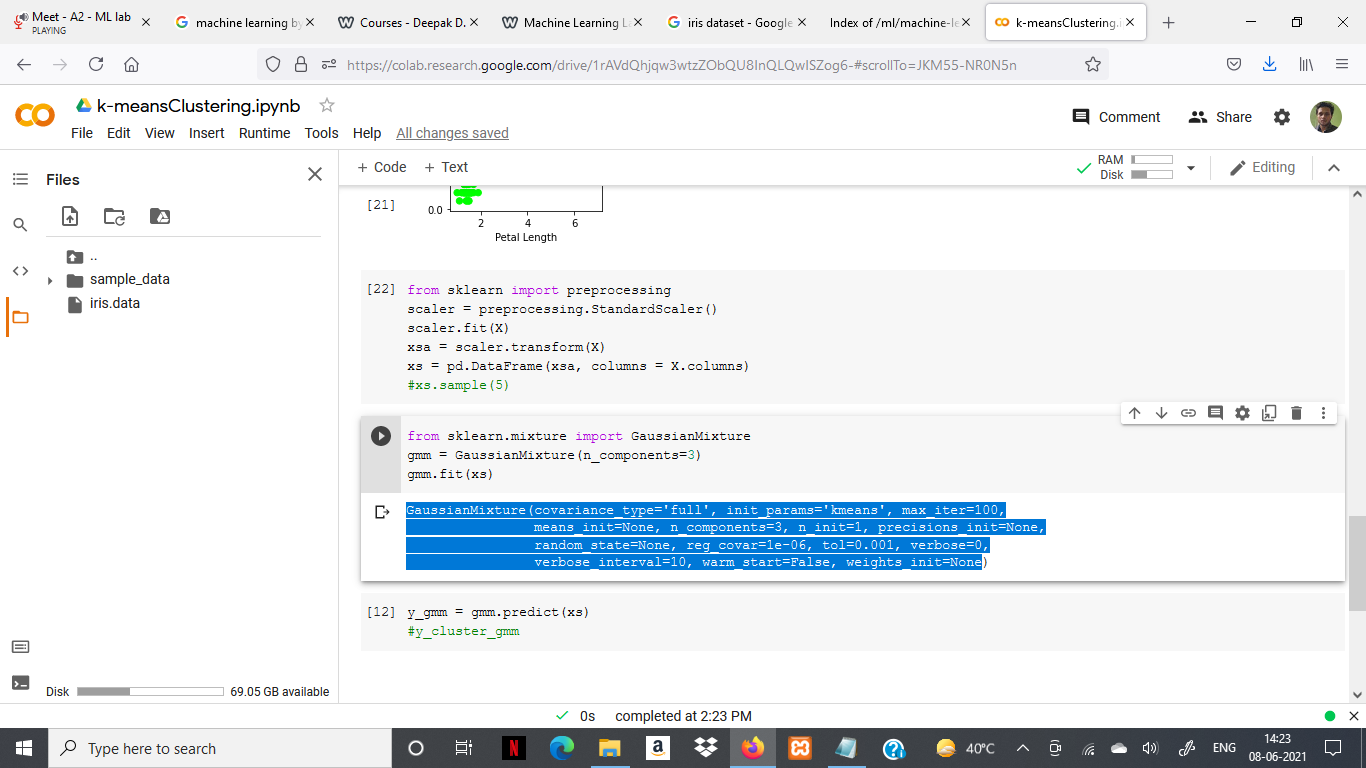 Meet - A2 - ML lab
PLAYING
machine learning by
Courses - Deepak D.
Machine Learning L
iris dataset - Google
Index of /ml/machine-le
k-meansClustering.i
https://colab.research.google.com/drive/1rAVdQhjqw3wtzZObQU8InQLQwISZog6-#scrollTo=JKM55-NR0N5n
k-meansClustering.ipynb
File Edit View Insert Runtime Tools Help All changes saved
Comment
Share
Files
+ Code + Text
RAM
Disk
Editing
..
sample_data
iris.data
Disk
69.05 GB available
[21]
0.0
2 4 6
Petal Length
[22] from sklearn import preprocessing
scaler = preprocessing.StandardScaler()
scaler.fit(X)
xsa = scaler.transform(X)
xs = pd.DataFrame(xsa, columns = X.columns)
#xs.sample(5)
from sklearn.mixture import GaussianMixture
gmm = GaussianMixture(n_components=3)
gmm.fit(xs)
GaussianMixture(covariance_type='full', init_params='kmeans', max_iter=100,
means_init=None, n_components=3, n_init=1, precisions_init=None,
random_state=None, reg_covar=1e-06, tol=0.001, verbose=0,
verbose_interval=10, warm_start=False, weights_init=None)
[12] y_gmm = gmm.predict(xs)
#y_cluster_gmm
0s completed at 2:23 PM
Type here to search
40°C
ENG
14:23
08-06-2021